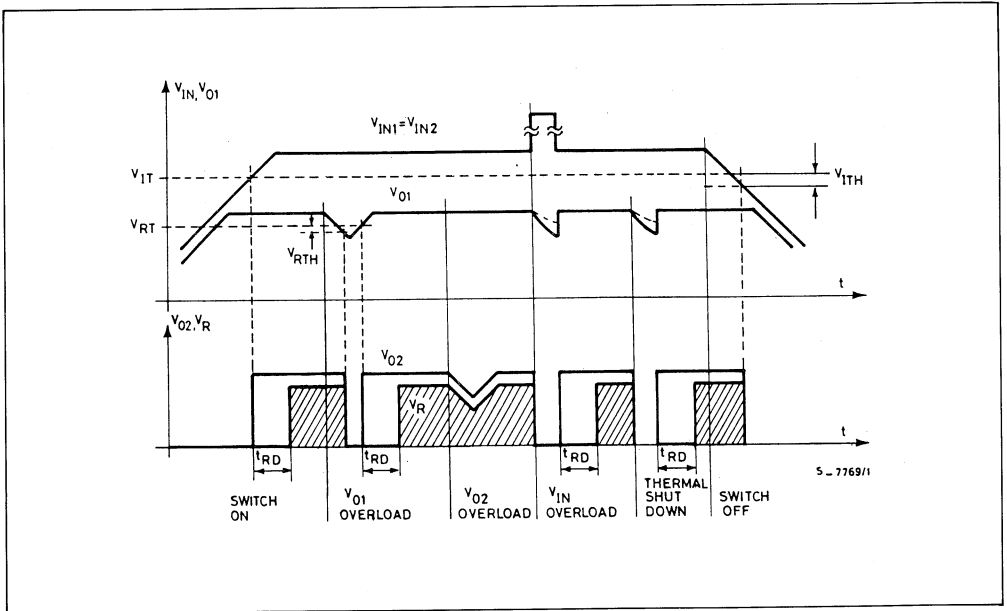 V_IN, V_O1
V_IN1 = V_IN2
V_IT
V_ITH
V_O1
V_RT
V_RTH
t
V_O2, V_R
V_O2
V_R
t
t_RD
t_RD
t_RD
t_RD
S_7769/1
SWITCH
ON
V_O1
OVERLOAD
V_O2
OVERLOAD
V_IN
OVERLOAD
THERMAL
SHUT
DOWN
SWITCH
OFF